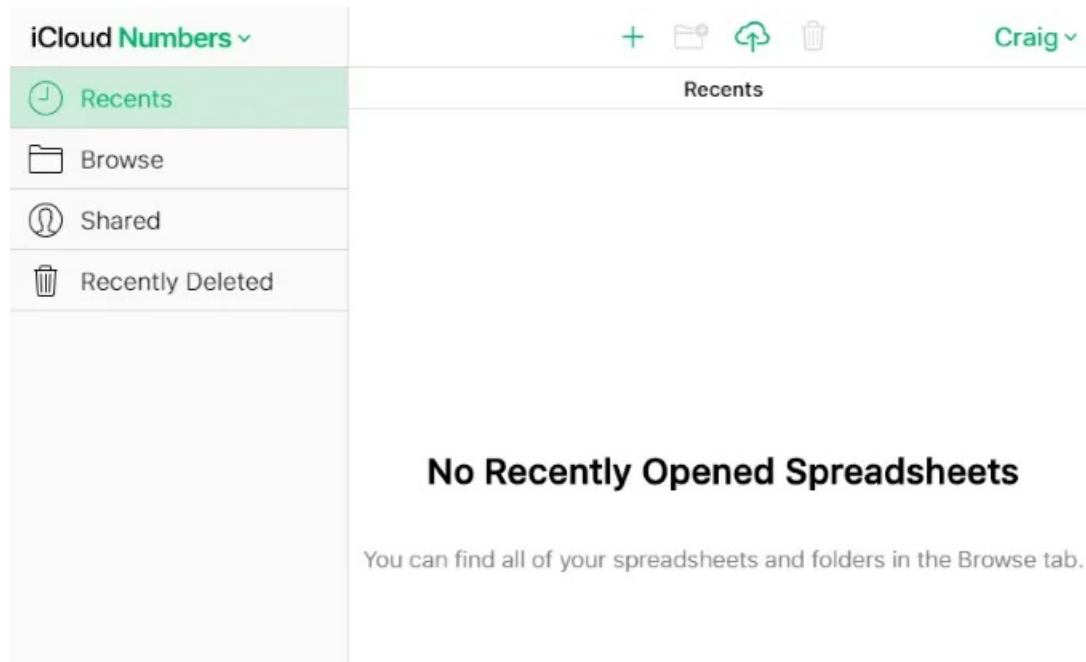 iCloud Numbers
Craig
Recents
Browse
Shared
Recently Deleted
Recents
No Recently Opened Spreadsheets
You can find all of your spreadsheets and folders in the Browse tab.